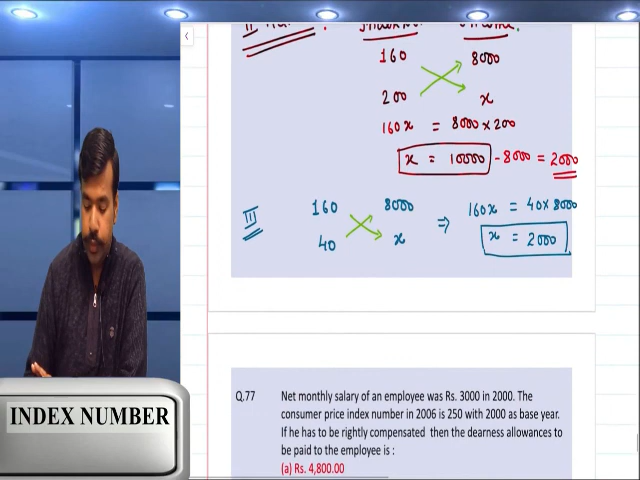 160 8000
200 x
160x = 8000 × 200
x = 10000 - 8000 = 2000
III 160 8000 ⇒ 160x = 40 × 8000
40 x x = 2000
Q.77 Net monthly salary of an employee was Rs. 3000 in 2000. The
consumer price index number in 2006 is 250 with 2000 as base year.
If he has to be rightly compensated then the dearness allowances to
be paid to the employee is :
(a) Rs. 4,800.00
INDEX NUMBER